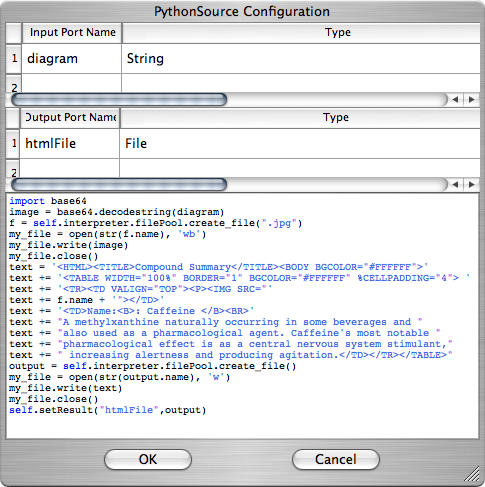 PythonSource Configuration
Input Port Name Type
1 diagram String
2
Output Port Name Type
1 htmlFile File
2
import base64
image = base64.decodestring(diagram)
f = self.interpreter.filePool.create_file(".jpg")
my_file = open(str(f.name), 'wb')
my_file.write(image)
my_file.close()
text = '<HTML><TITLE>Compound Summary</TITLE><BODY BGCOLOR="#FFFFFF">'
text += '<TABLE WIDTH="100%" BORDER="1" BGCOLOR="#FFFFFF" %CELLPADDING="4"> '
text += '<TR><TD VALIGN="TOP"><P><IMG SRC="'
text += f.name + '"></TD>'
text += '<TD>Name:<B>: Caffeine </B><BR>'
text += "A methylxanthine naturally occurring in some beverages and "
text += "also used as a pharmacological agent. Caffeine's most notable "
text += "pharmacological effect is as a central nervous system stimulant,"
text += " increasing alertness and producing agitation.</TD></TR></TABLE>"
output = self.interpreter.filePool.create_file()
my_file = open(str(output.name), 'w')
my_file.write(text)
my_file.close()
self.setResult("htmlFile",output)
OK Cancel